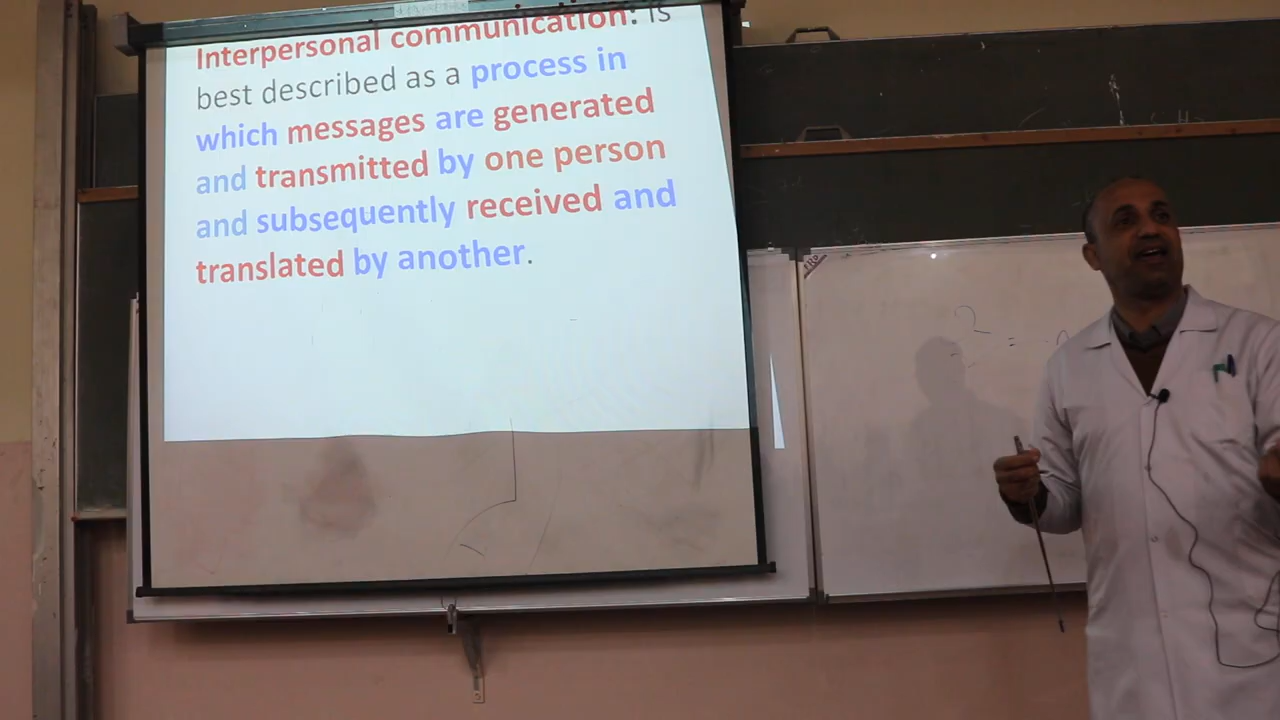 Interpersonal communication: is
best described as a process in
which messages are generated
and transmitted by one person
and subsequently received and
translated by another.
2 =